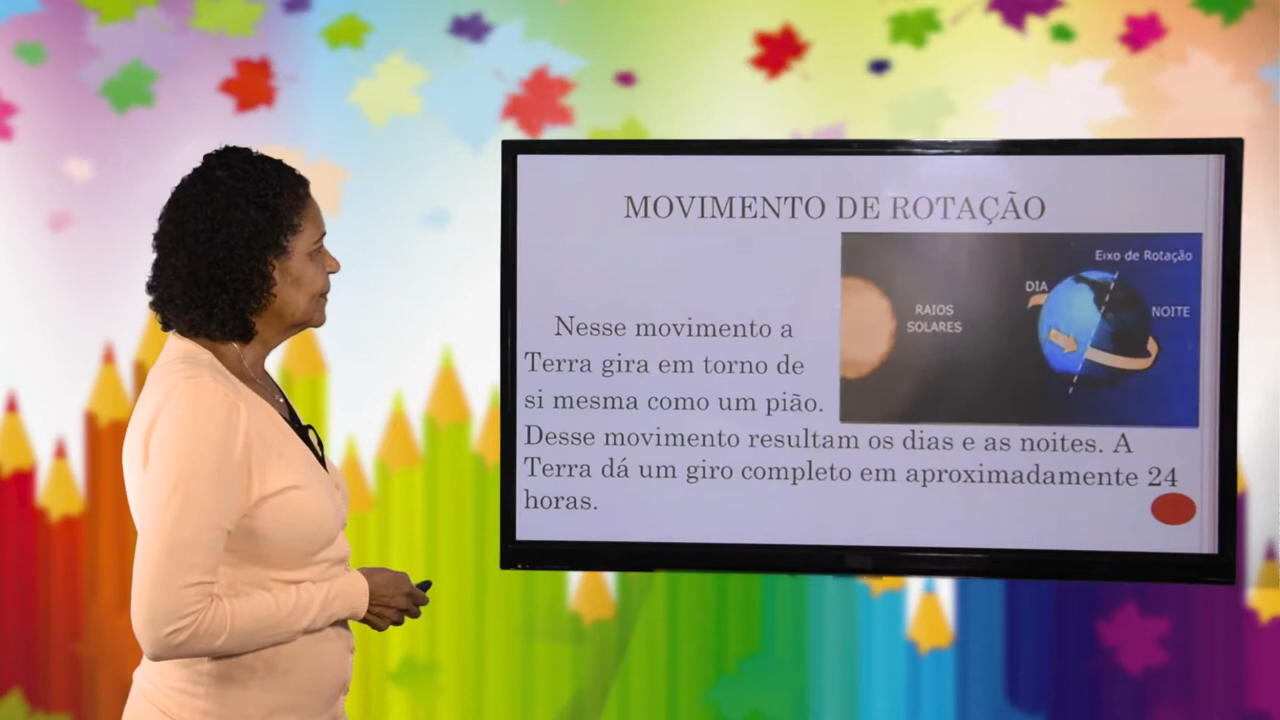 MOVIMENTO DE ROTAÇÃO
Eixo de Rotação
DIA
RAIOS
SOLARES
NOITE
Nesse movimento a
Terra gira em torno de
si mesma como um pião.
Desse movimento resultam os dias e as noites. A
Terra dá um giro completo em aproximadamente 24
horas.